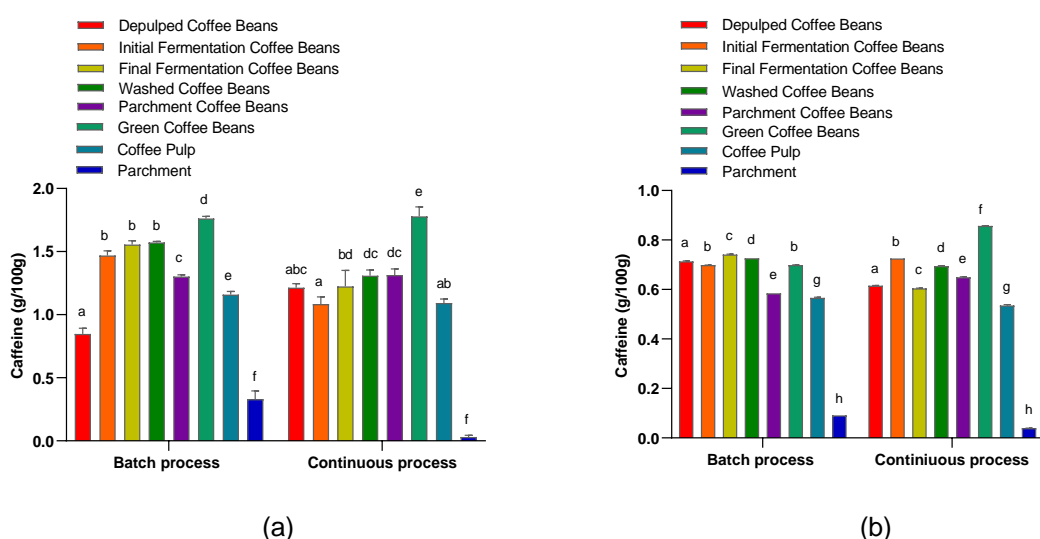 Depulped Coffee Beans
Initial Fermentation Coffee Beans
Final Fermentation Coffee Beans
Washed Coffee Beans
Parchment Coffee Beans
Green Coffee Beans
Coffee Pulp
Parchment
Caffeine (g/100g)
2.0
1.5
1.0
0.5
0.0
a b b b c d e f
abc a bd dc dc e ab f
Batch process Continuous process
(a)
Depulped Coffee Beans
Initial Fermentation Coffee Beans
Final Fermentation Coffee Beans
Washed Coffee Beans
Parchment Coffee Beans
Green Coffee Beans
Coffee Pulp
Parchment
Caffeine (g/100g)
1.0
0.8
0.6
0.4
0.2
0.0
a b c d e b g h
a b c d e f g h
Batch process Continiuous process
(b)